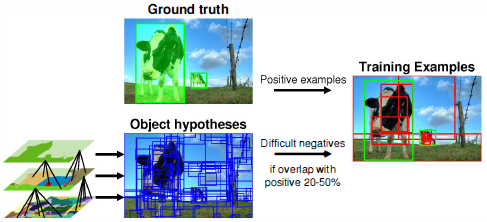 Ground truth
Positive examples
Training Examples
Object hypotheses
Difficult negatives
if overlap with
positive 20-50%